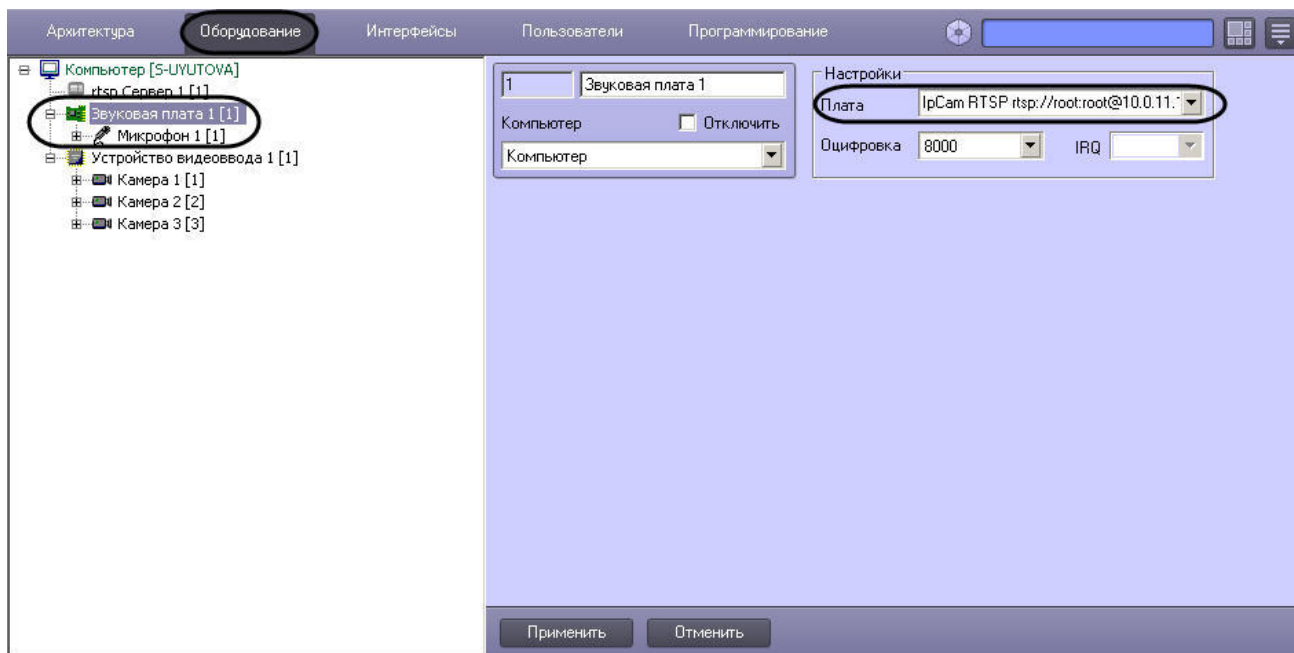 Архитектура Оборудование Интерфейсы Пользователи Программирование
Компьютер [S-UYUTOVA]
rtsp Сервер 1 [1]
Звуковая плата 1 [1]
Микрофон 1 [1]
Устройство видеоввода 1 [1]
Камера 1 [1]
Камера 2 [2]
Камера 3 [3]
1 Звуковая плата 1
Компьютер Отключить
Компьютер
Настройки
Плата IpCam RTSP rtsp://root:root@10.0.11.
Оцифровка 8000 IRQ
Применить Отменить